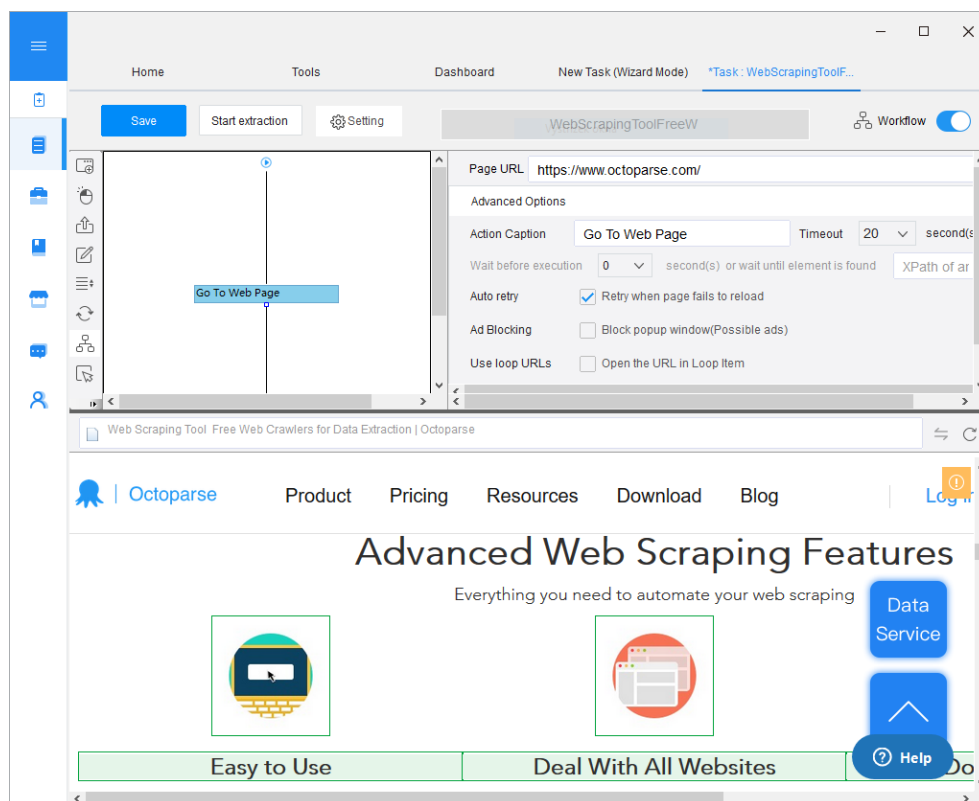 Home Tools Dashboard New Task (Wizard Mode) *Task : WebScrapingToolF...
Save Start extraction Setting WebScrapingToolFreeW Workflow
Page URL https://www.octoparse.com/
Advanced Options
Action Caption Go To Web Page Timeout 20 second(s
Wait before execution 0 second(s) or wait until element is found XPath of ar
Go To Web Page
Auto retry Retry when page fails to reload
Ad Blocking Block popup window(Possible ads)
Use loop URLs Open the URL in Loop Item
Web Scraping Tool Free Web Crawlers for Data Extraction | Octoparse
Octoparse Product Pricing Resources Download Blog Log
Advanced Web Scraping Features
Everything you need to automate your web scraping
Data
Service
Help
Easy to Use Deal With All Websites Do